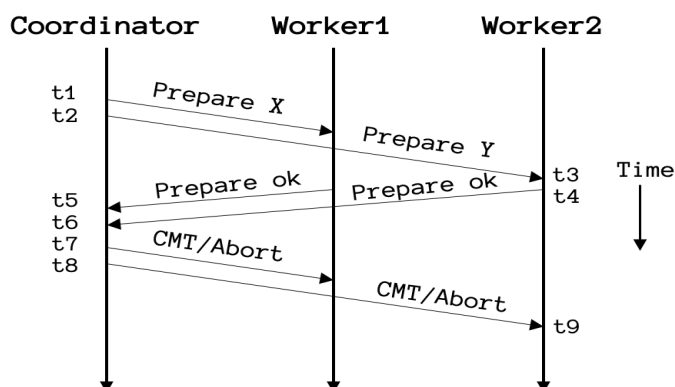 Coordinator Worker1 Worker2
t1 Prepare X
t2
Prepare Y
t3 Time
Prepare ok Prepare ok t4
t5
t6
t7 CMT/Abort
t8
CMT/Abort
t9